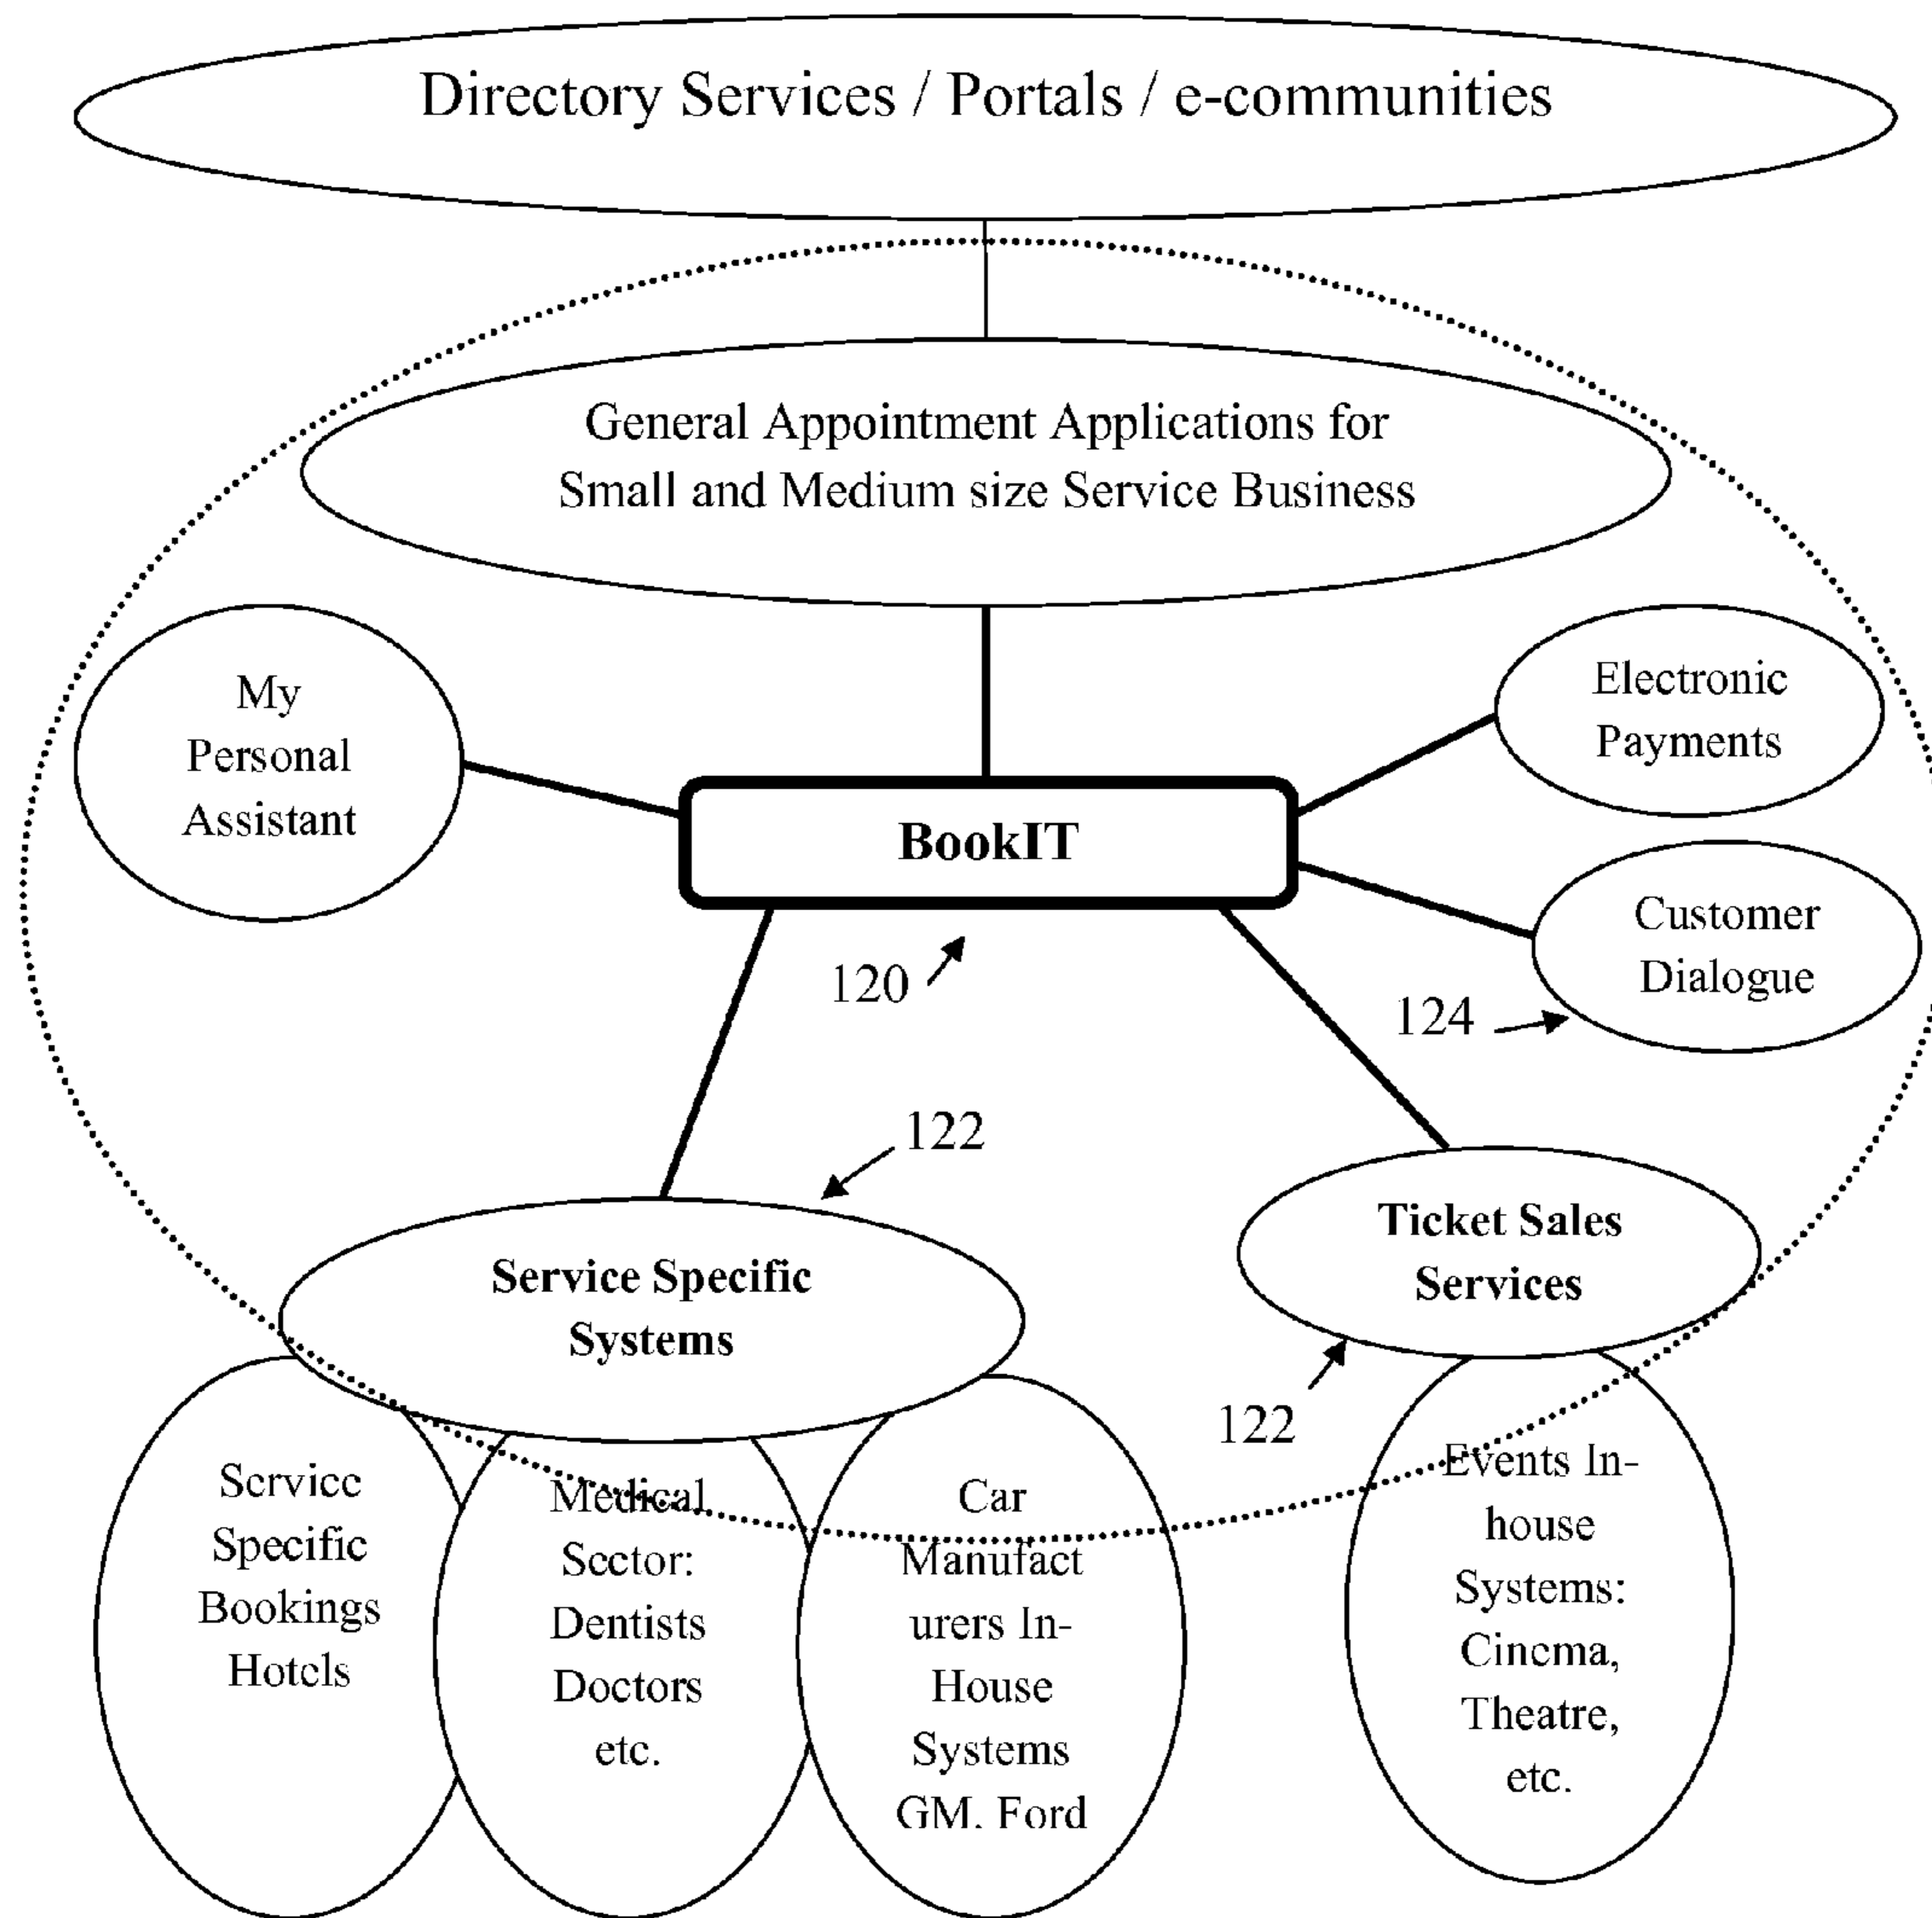 Directory Services / Portals / e-communities
General Appointment Applications for
Small and Medium size Service Business
My
Personal
Assistant
Electronic
Payments
BookIT
Customer
Dialogue
120
124
122
Service Specific
Systems
Ticket Sales
Services
122
Service
Specific
Bookings
Hotels
Medical
Sector:
Dentists
Doctors
etc.
Car
Manufact
urers In-
House
Systems
GM. Ford
Events In-
house
Systems:
Cinema,
Theatre,
etc.